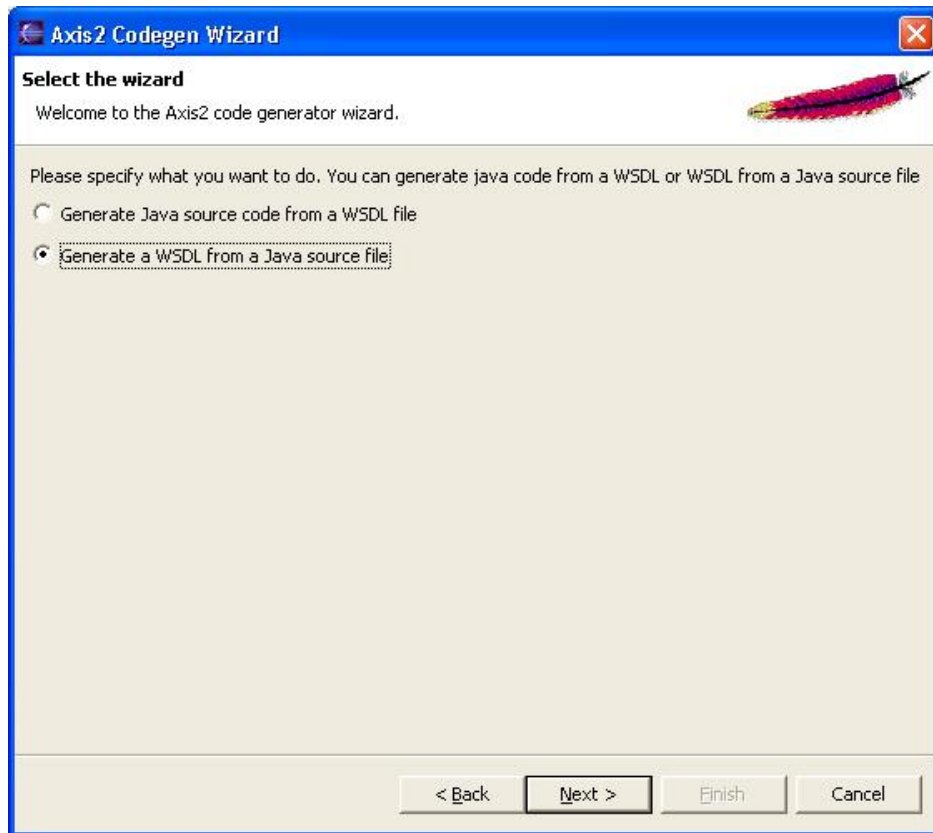 Axis2 Codegen Wizard
Select the wizard
Welcome to the Axis2 code generator wizard.
Please specify what you want to do. You can generate java code from a WSDL or WSDL from a Java source file
Generate Java source code from a WSDL file
Generate a WSDL from a Java source file
< Back Next > Finish Cancel